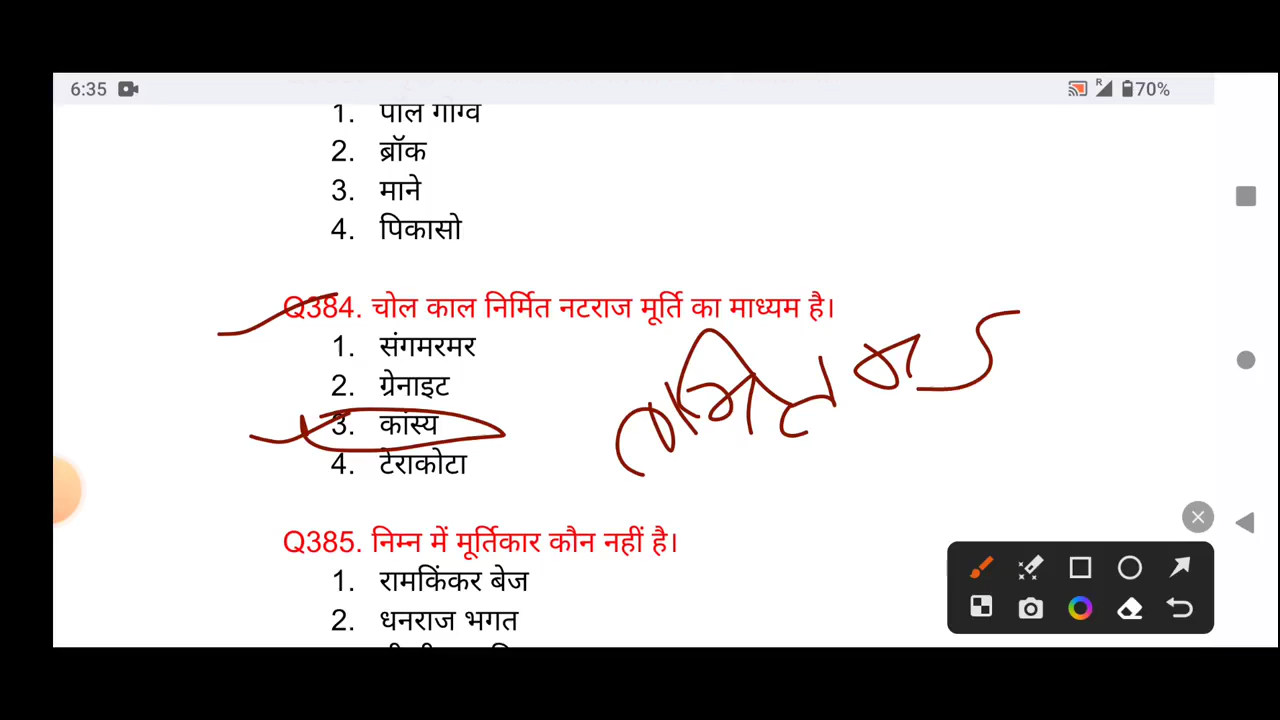 6:35 R 70%
1. पाल गोग्व
2. ब्रॉक
3. माने
4. पिकासो
Q384. चोल काल निर्मित नटराज मूर्ति का माध्यम है।
1. संगमरमर
2. ग्रेनाइट
3. कांस्य
4. टेराकोटा
Q385. निम्न में मूर्तिकार कौन नहीं है।
1. रामकिंकर बेज
2. धनराज भगत